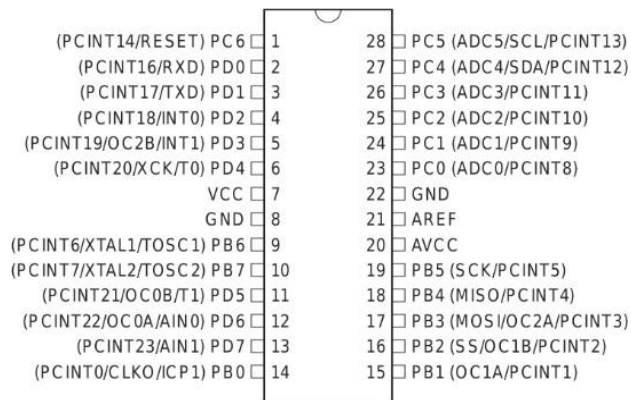 (PCINT14/RESET) PC6 1 28 PC5 (ADC5/SCL/PCINT13)
(PCINT16/RXD) PD0 2 27 PC4 (ADC4/SDA/PCINT12)
(PCINT17/TXD) PD1 3 26 PC3 (ADC3/PCINT11)
(PCINT18/INT0) PD2 4 25 PC2 (ADC2/PCINT10)
(PCINT19/OC2B/INT1) PD3 5 24 PC1 (ADC1/PCINT9)
(PCINT20/XCK/T0) PD4 6 23 PC0 (ADC0/PCINT8)
VCC 7 22 GND
GND 8 21 AREF
(PCINT6/XTAL1/TOSC1) PB6 9 20 AVCC
(PCINT7/XTAL2/TOSC2) PB7 10 19 PB5 (SCK/PCINT5)
(PCINT21/OC0B/T1) PD5 11 18 PB4 (MISO/PCINT4)
(PCINT22/OC0A/AIN0) PD6 12 17 PB3 (MOSI/OC2A/PCINT3)
(PCINT23/AIN1) PD7 13 16 PB2 (SS/OC1B/PCINT2)
(PCINT0/CLKO/ICP1) PB0 14 15 PB1 (OC1A/PCINT1)